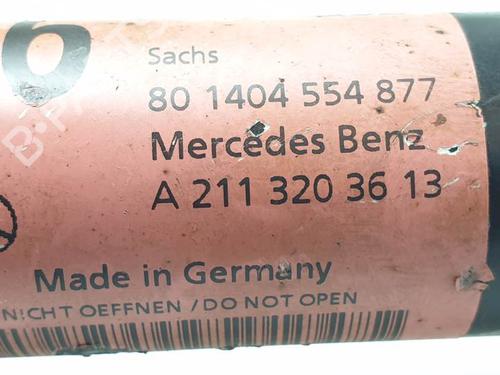 6
Sachs
80 1404 554 877
Mercedes Benz
A 211 320 36 13
Made in Germany
NICHT OEFFNEN / DO NOT OPEN